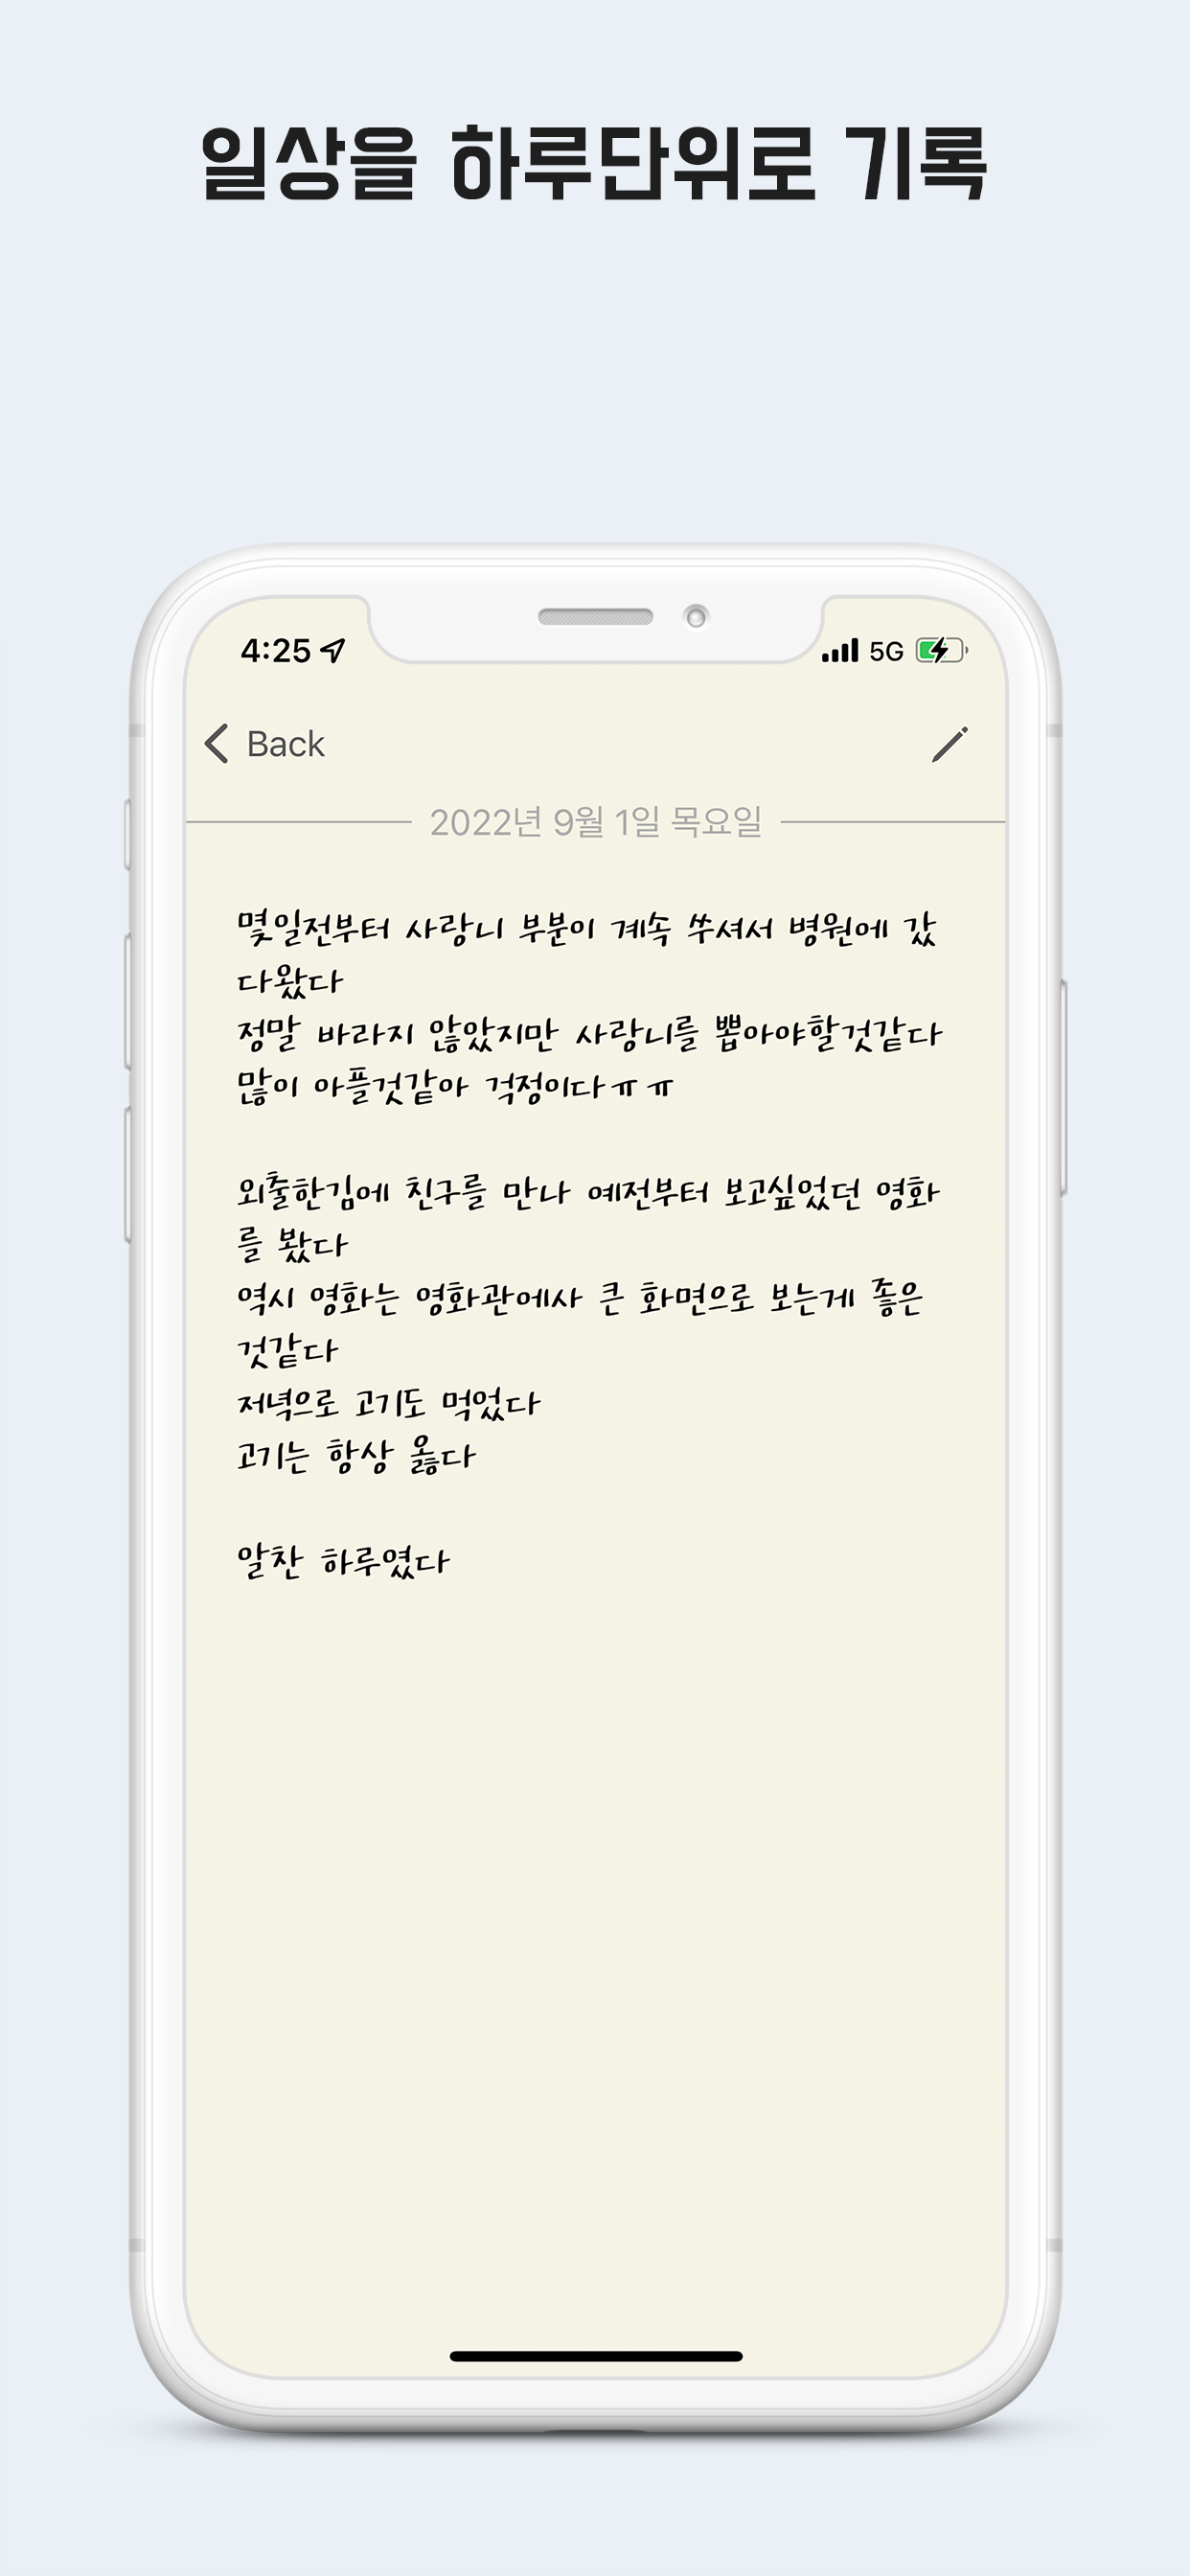 일상을 하루단위로 기록
4:25 5G
Back
2022년 9월 1일 목요일
몇일전부터 사랑니 부분이 계속 쑤셔서 병원에 갔
다왔다
정말 바라지 않았지만 사랑니를 뽑아야할것같다
많이 아플것같아 걱정이다ㅠㅠ
외출한김에 친구를 만나 예전부터 보고싶었던 영화
를 봤다
역시 영화는 영화관에사 큰 화면으로 보는게 좋은
것같다
저녁으로 고기도 먹었다
고기는 항상 옳다
알찬 하루였다